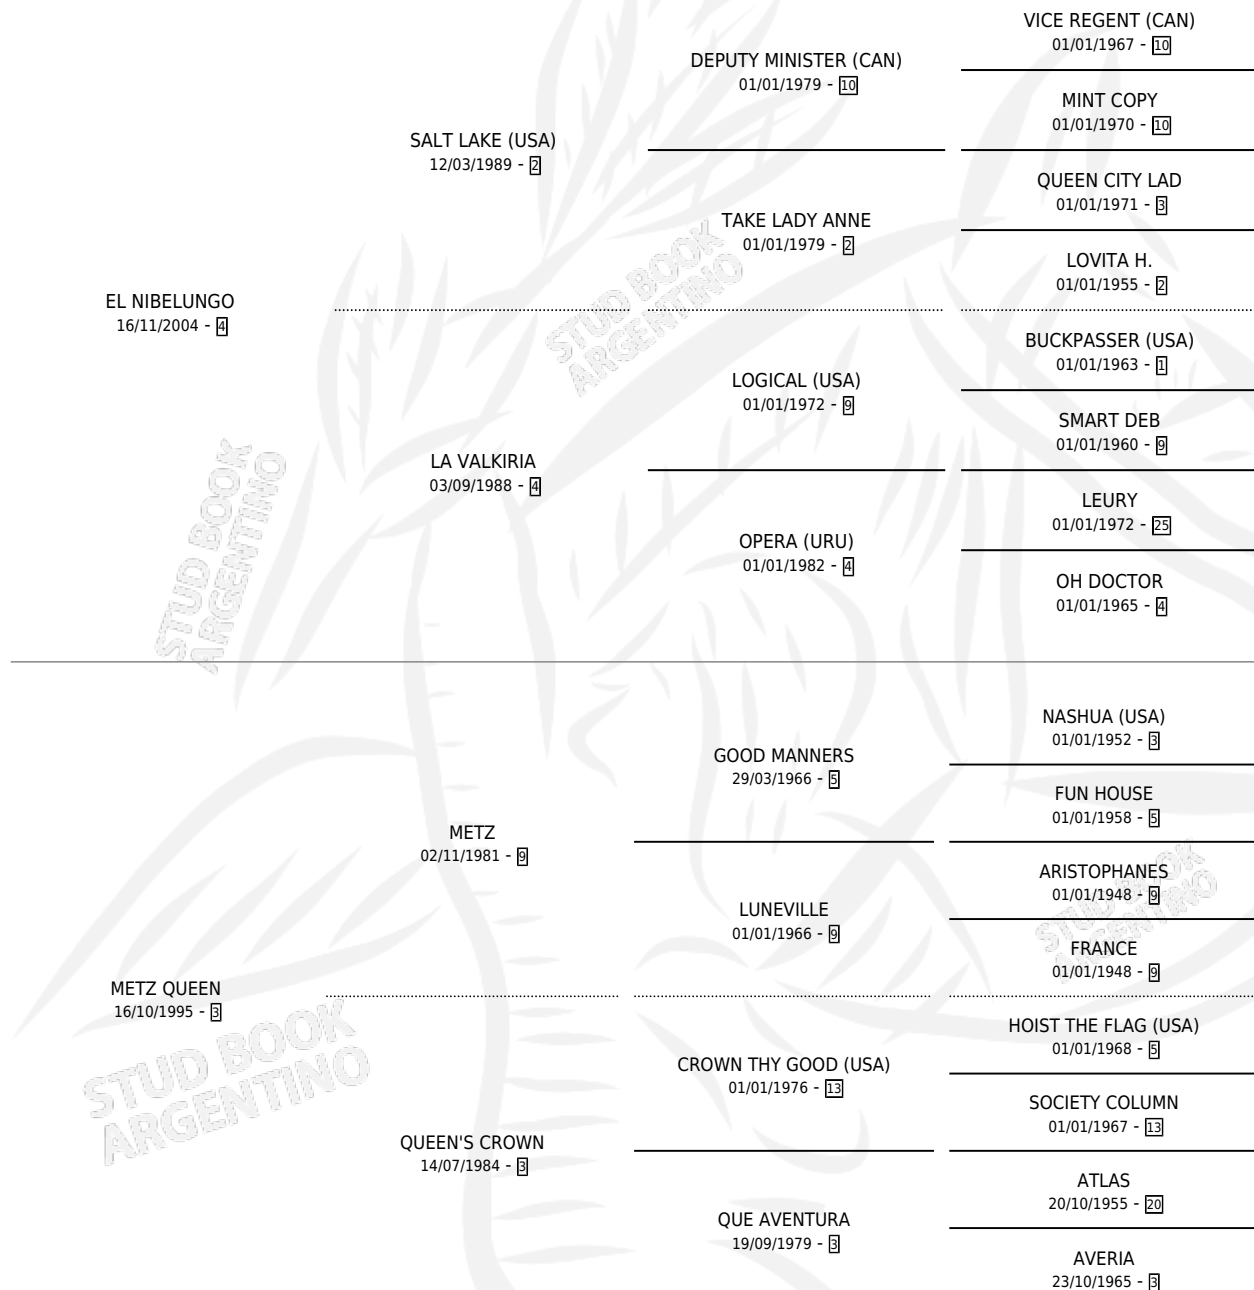 VICE REGENT (CAN)
01/01/1967 - 10
DEPUTY MINISTER (CAN)
01/01/1979 - 10
MINT COPY
01/01/1970 - 10
SALT LAKE (USA)
12/03/1989 - 2
QUEEN CITY LAD
01/01/1971 - 3
TAKE LADY ANNE
01/01/1979 - 2
LOVITA H.
01/01/1955 - 2
EL NIBELUNGO
16/11/2004 - 4
STUD BOOK
ARGENTINO
BUCKPASSER (USA)
01/01/1963 - 1
LOGICAL (USA)
01/01/1972 - 9
SMART DEB
01/01/1960 - 9
LA VALKIRIA
03/09/1988 - 4
LEURY
01/01/1972 - 25
OPERA (URU)
01/01/1982 - 4
OH DOCTOR
01/01/1965 - 4
STUD BOOK
ARGENTINO
NASHUA (USA)
01/01/1952 - 3
GOOD MANNERS
29/03/1966 - 5
FUN HOUSE
01/01/1958 - 5
METZ
02/11/1981 - 9
ARISTOPHANES
01/01/1948 - 9
LUNEVILLE
01/01/1966 - 9
STUD BOOK
ARGENTINO
FRANCE
01/01/1948 - 9
METZ QUEEN
16/10/1995 - 3
STUD BOOK
ARGENTINO
HOIST THE FLAG (USA)
01/01/1968 - 5
CROWN THY GOOD (USA)
01/01/1976 - 13
SOCIETY COLUMN
01/01/1967 - 13
QUEEN'S CROWN
14/07/1984 - 3
ATLAS
20/10/1955 - 20
QUE AVENTURA
19/09/1979 - 3
AVERIA
23/10/1965 - 3